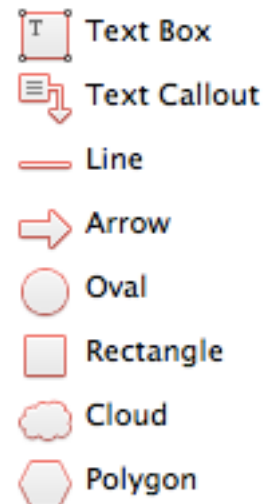 T Text Box
Text Callout
Line
Arrow
Oval
Rectangle
Cloud
Polygon